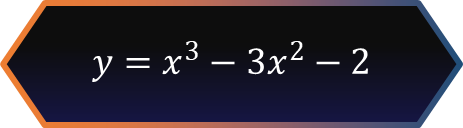 y = x³ − 3x² − 2